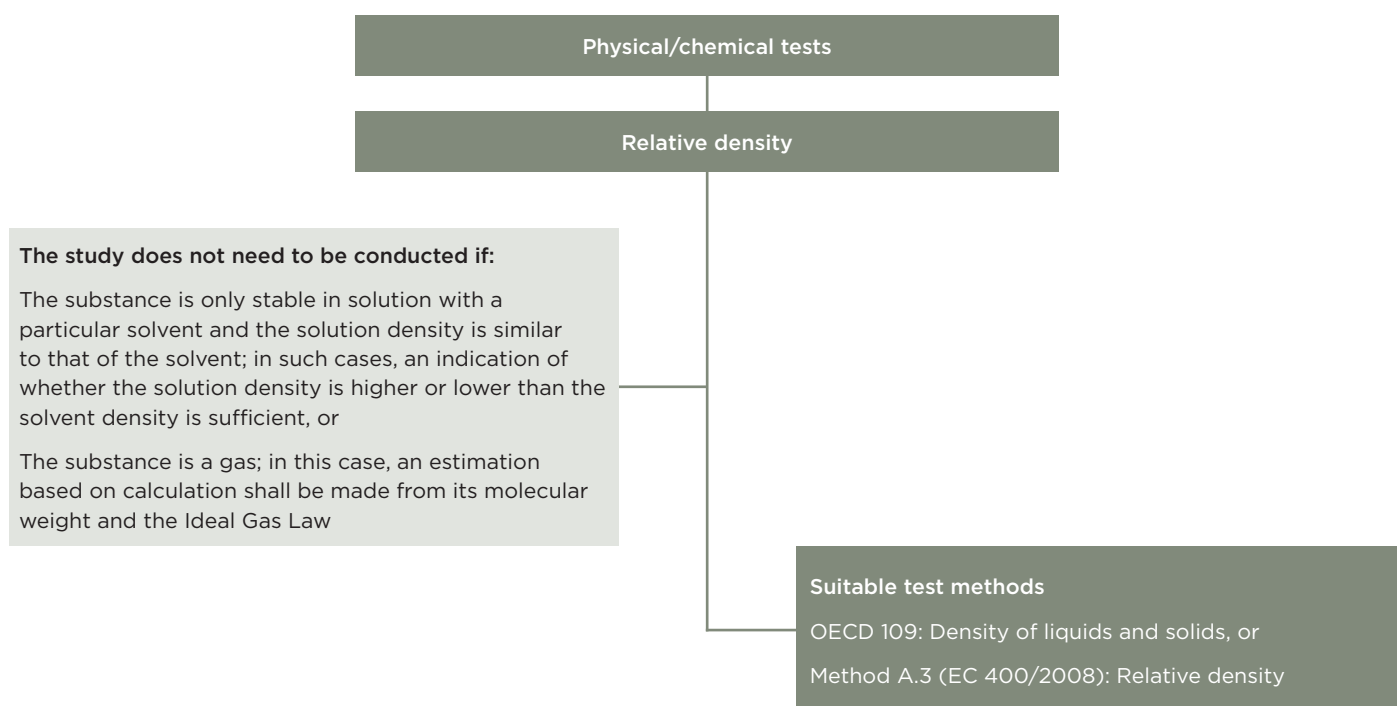 Physical/chemical tests
Relative density
The study does not need to be conducted if:
The substance is only stable in solution with a
particular solvent and the solution density is similar
to that of the solvent; in such cases, an indication of
whether the solution density is higher or lower than the
solvent density is sufficient, or
The substance is a gas; in this case, an estimation
based on calculation shall be made from its molecular
weight and the Ideal Gas Law
Suitable test methods
OECD 109: Density of liquids and solids, or
Method A.3 (EC 400/2008): Relative density